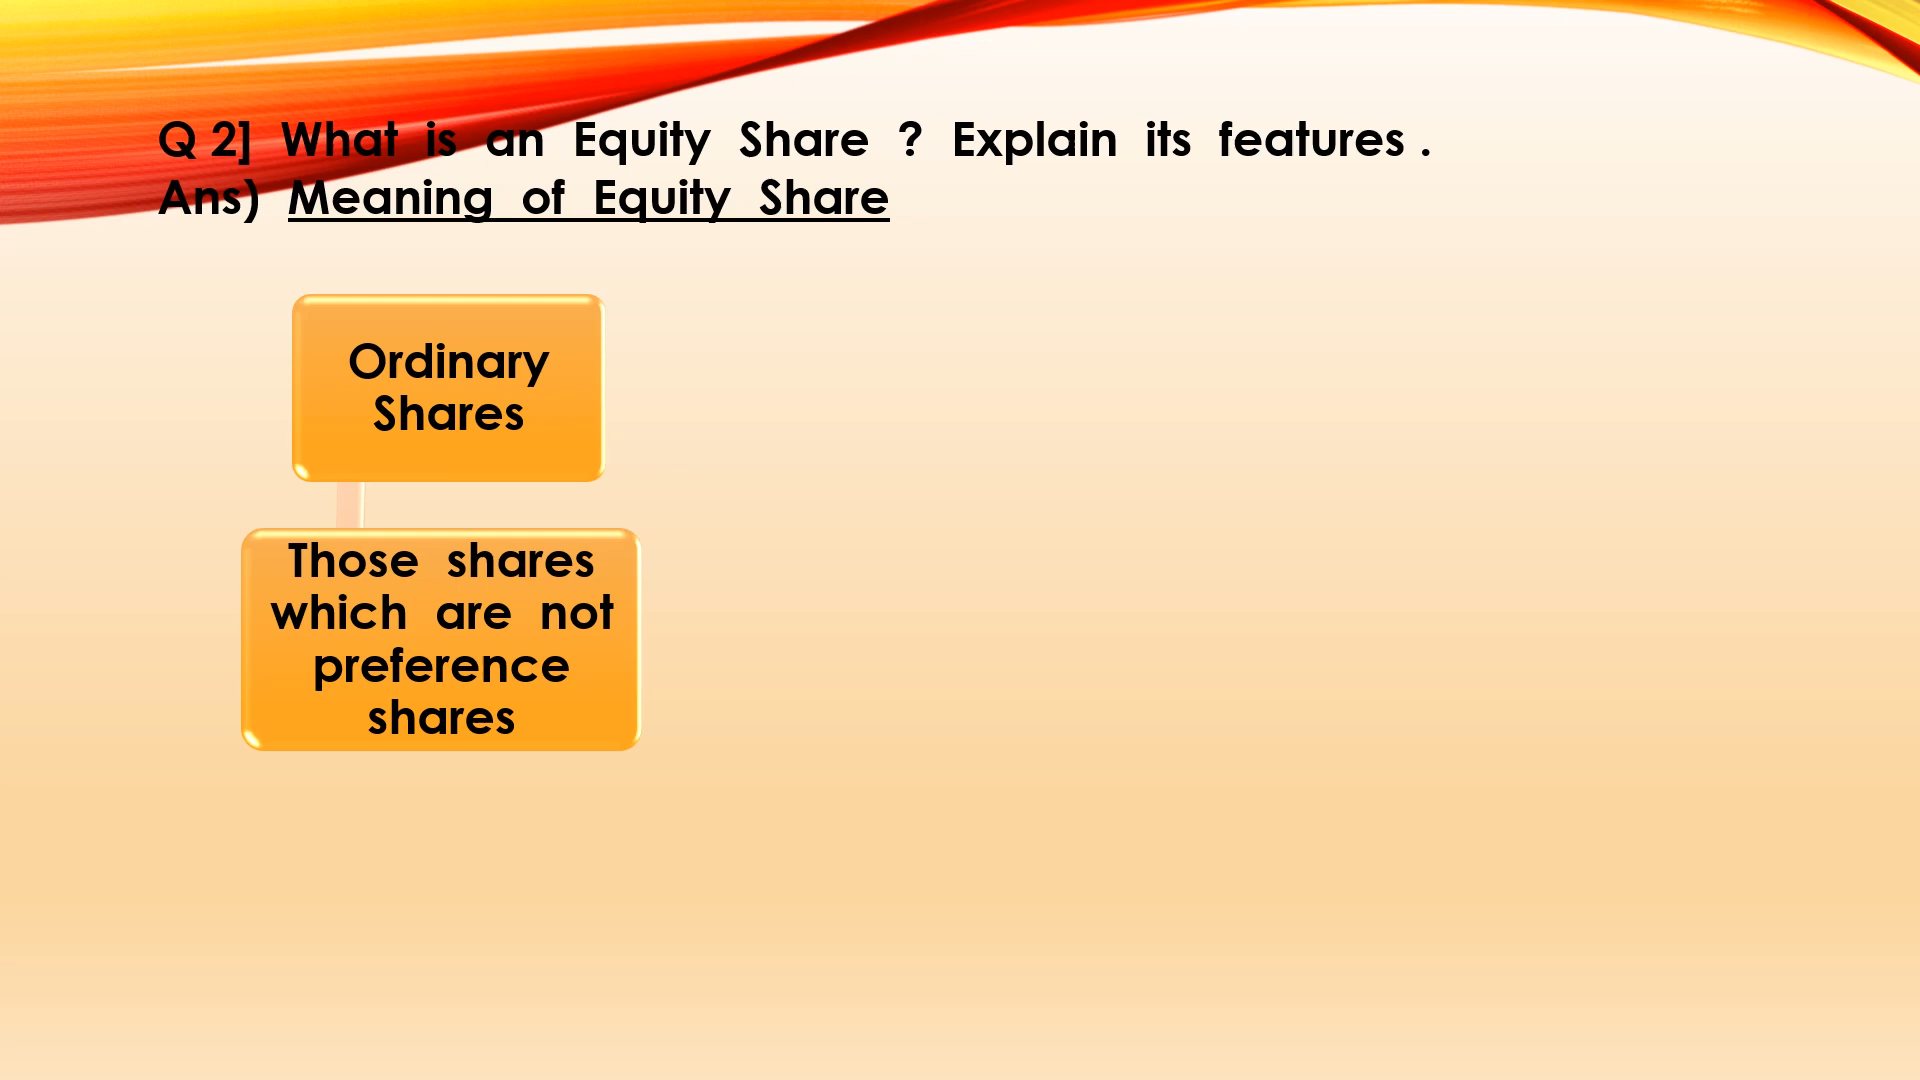 Q 2] What is an Equity Share ? Explain its features .
Ans) Meaning of Equity Share
Ordinary
Shares
Those shares
which are not
preference
shares